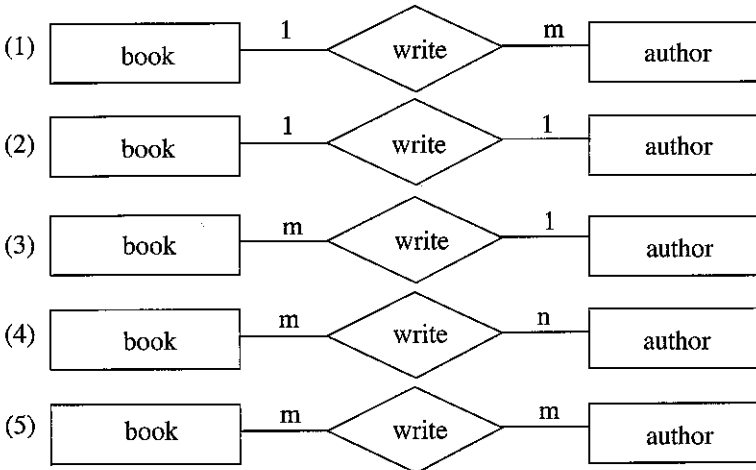 (1) book 1 write m author
(2) book 1 write 1 author
(3) book m write 1 author
(4) book m write n author
(5) book m write m author